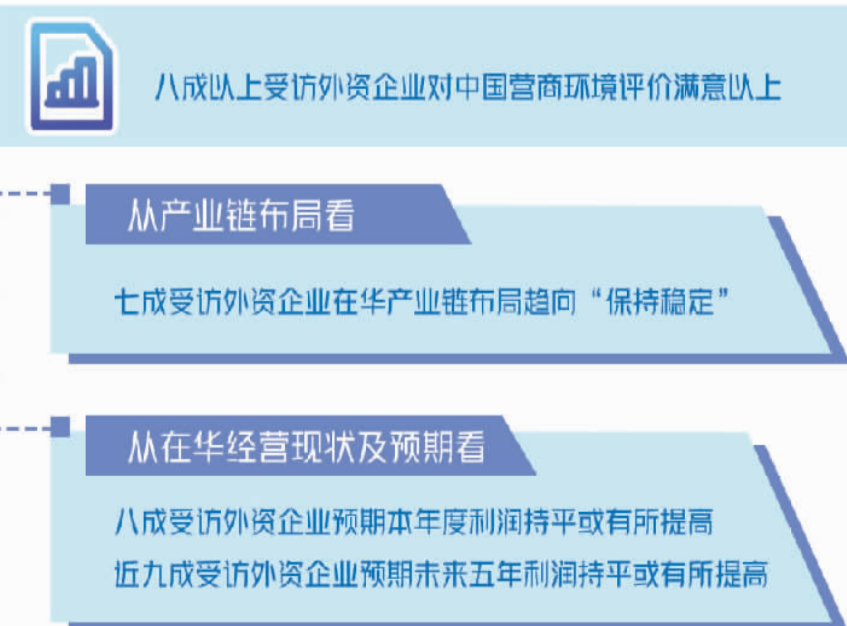 八成以上受访外资企业对中国营商环境评价满意以上
从产业链布局看
七成受访外资企业在华产业链布局趋向“保持稳定”
从在华经营现状及预期看
八成受访外资企业预期本年度利润持平或有所提高
近九成受访外资企业预期未来五年利润持平或有所提高